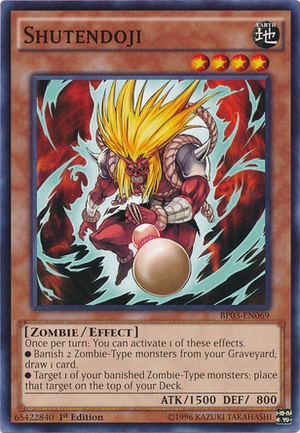 SHUTENDOJI
EARTH
地
BP03-EN069
[ZOMBIE / EFFECT]
Once per turn: You can activate 1 of these effects.
● Banish 2 Zombie-Type monsters from your Graveyard;
draw 1 card.
● Target 1 of your banished Zombie-Type monsters; place
that target on the top of your Deck.
ATK/1500 DEF/ 800
65422840 1st Edition ©1996 KAZUKI TAKAHASHI